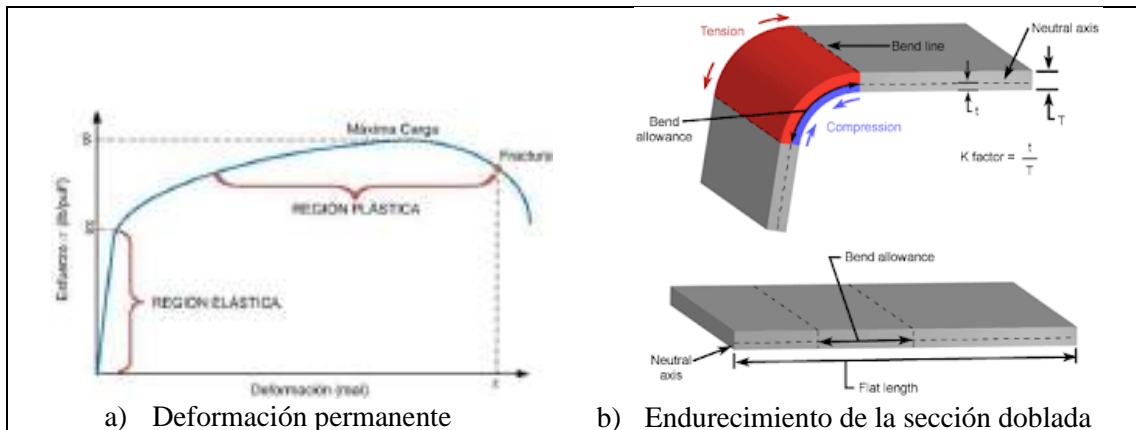 Máxima Carga
Fractura
REGIÓN PLÁSTICA
REGIÓN ELÁSTICA
Deformación (real)
a) Deformación permanente
Tension
Bend line
Neutral axis
Bend allowance
Compression
t
T
K factor = t/T
Bend allowance
Neutral axis
Flat length
b) Endurecimiento de la sección doblada